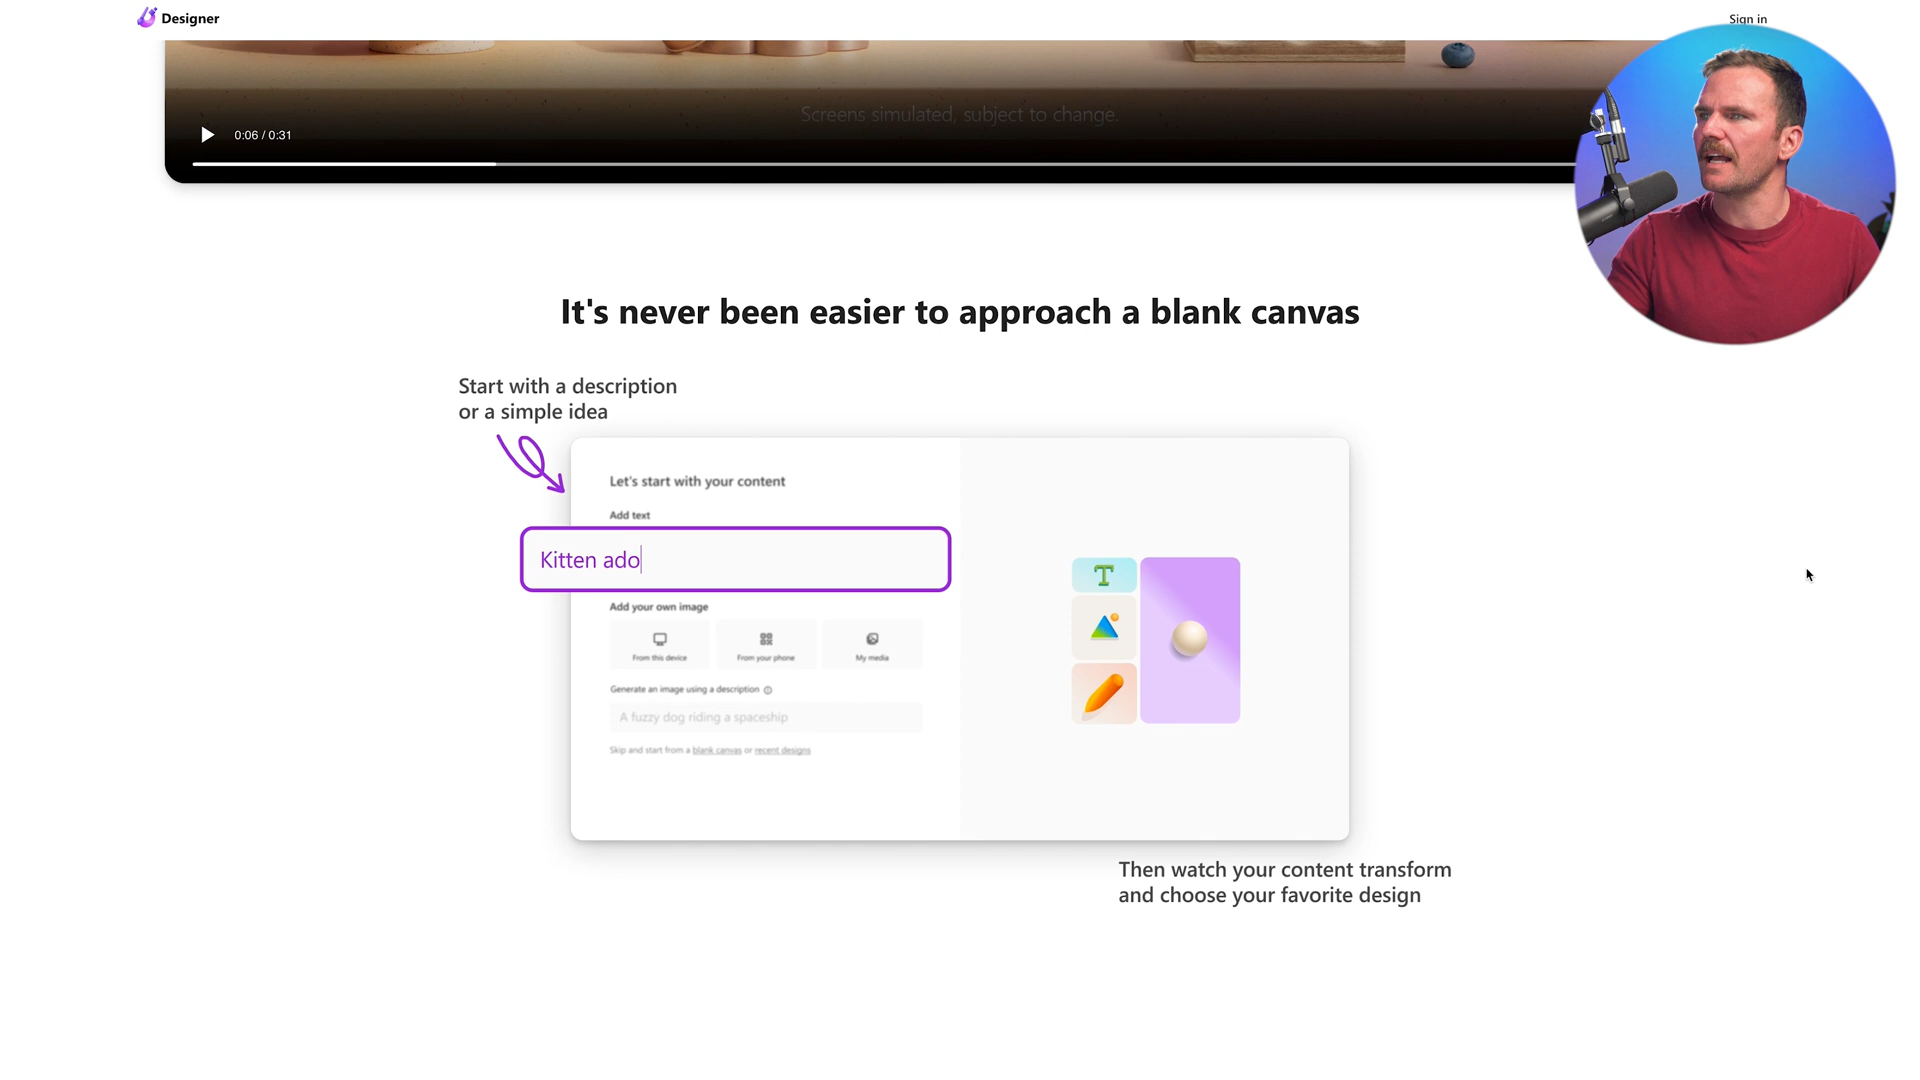 Designer
Sign in
Screens simulated, subject to change.
0:06 / 0:31
It's never been easier to approach a blank canvas
Start with a description
or a simple idea
Let's start with your content
Add text
Kitten ado
Add your own image
From this device
From your phone
My media
Generate an image using a description
A fuzzy dog riding a spaceship
Skip and start from a blank canvas or recent designs
T
Then watch your content transform
and choose your favorite design